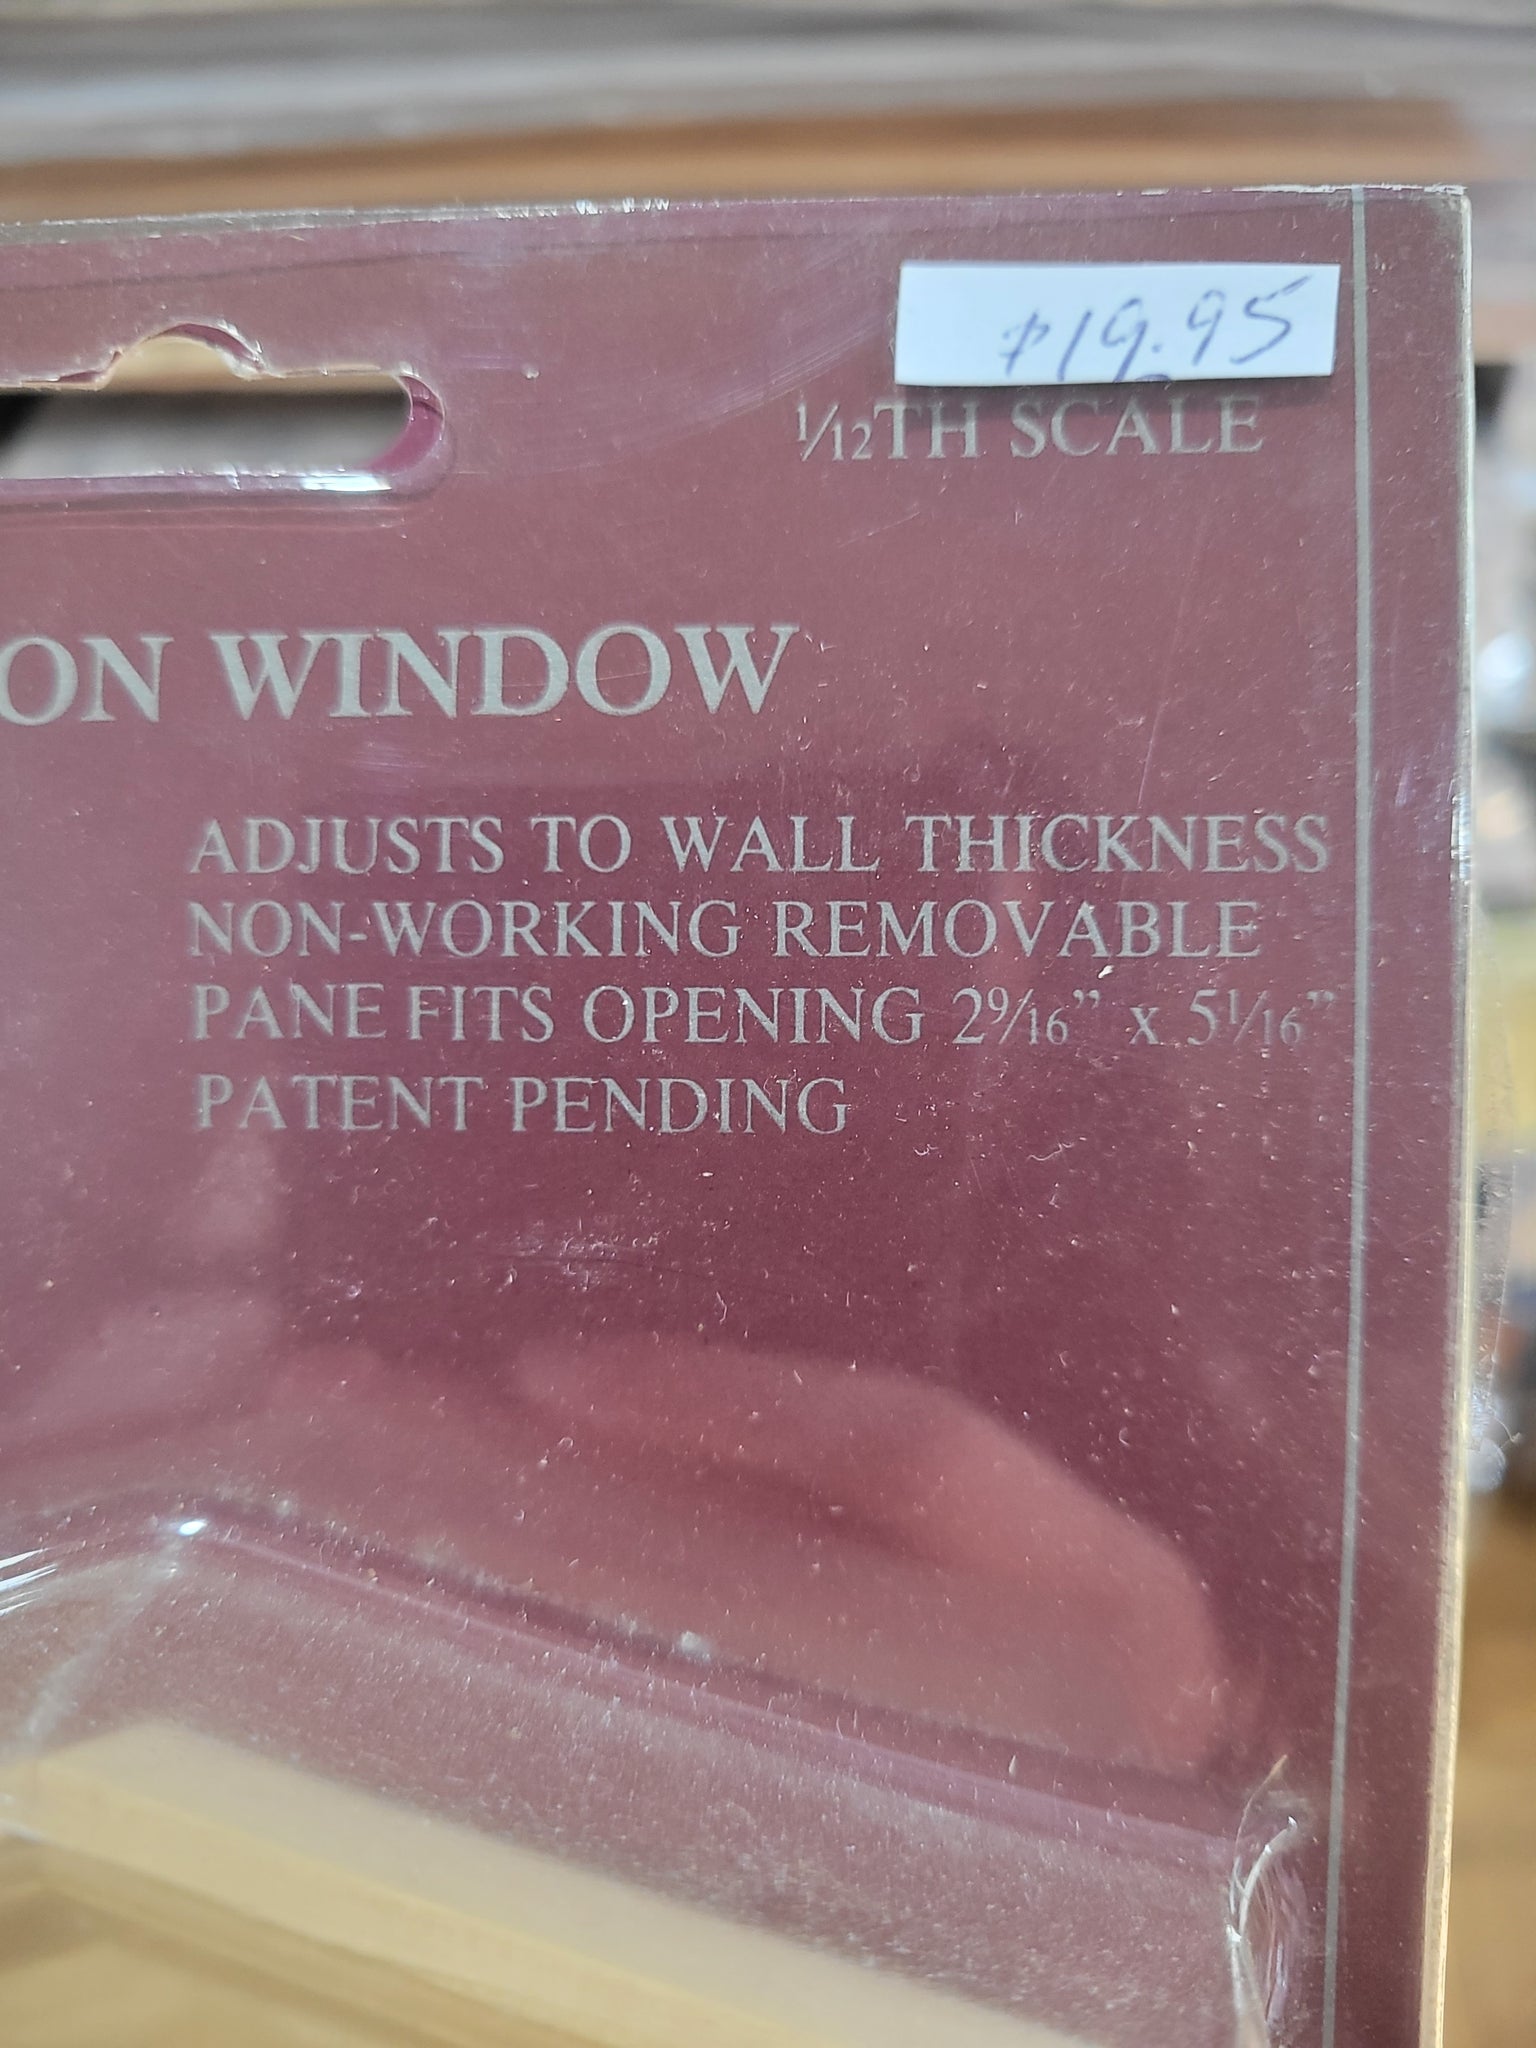 $19.95
1/12TH SCALE
ON WINDOW
ADJUSTS TO WALL THICKNESS
NON-WORKING REMOVABLE
PANE FITS OPENING 2 9/16" x 5 1/16"
PATENT PENDING